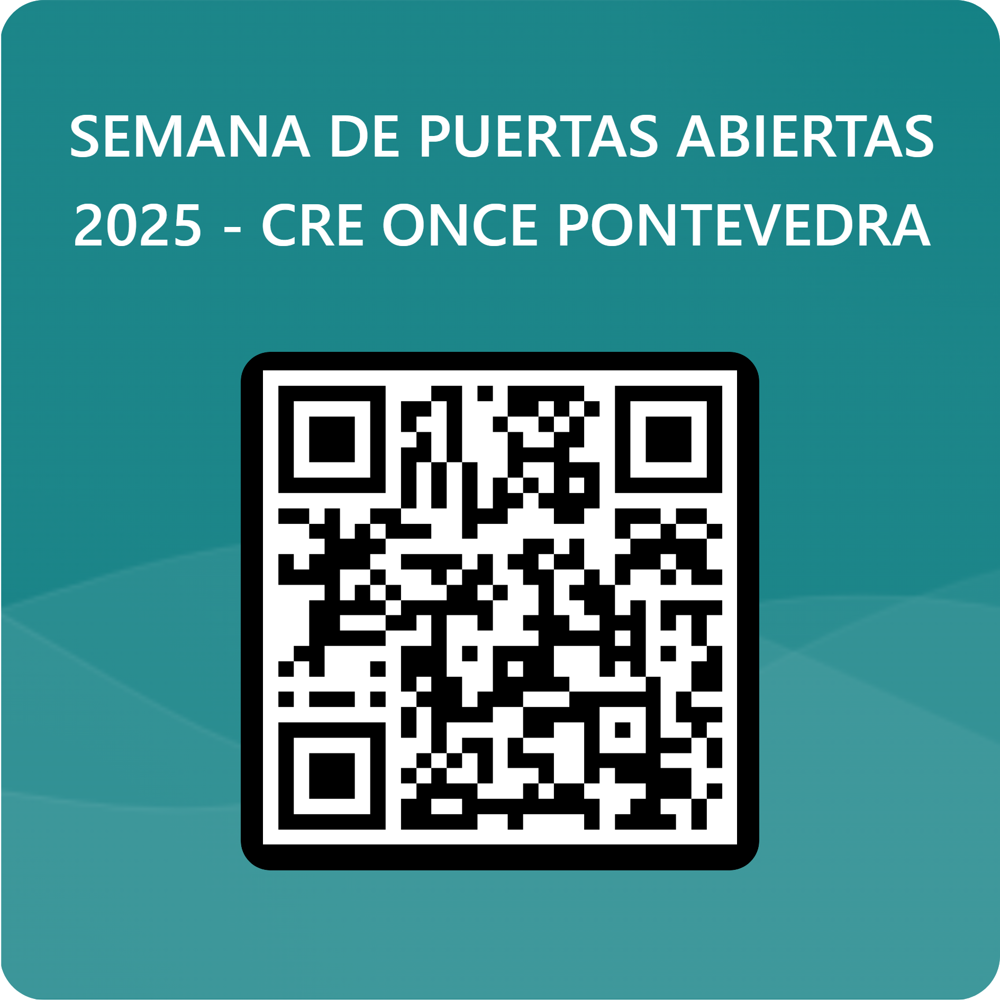 SEMANA DE PUERTAS ABIERTAS
2025 - CRE ONCE PONTEVEDRA